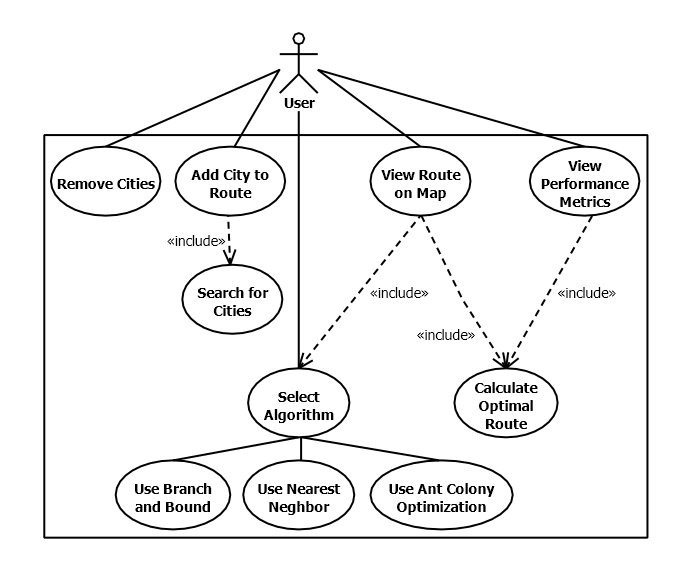 User
Remove Cities
Add City to
Route
View Route
on Map
View
Performance
Metrics
«include»
Search for
Cities
«include»
«include»
«include»
Select
Algorithm
Calculate
Optimal
Route
Use Branch
and Bound
Use Nearest
Neghbor
Use Ant Colony
Optimization